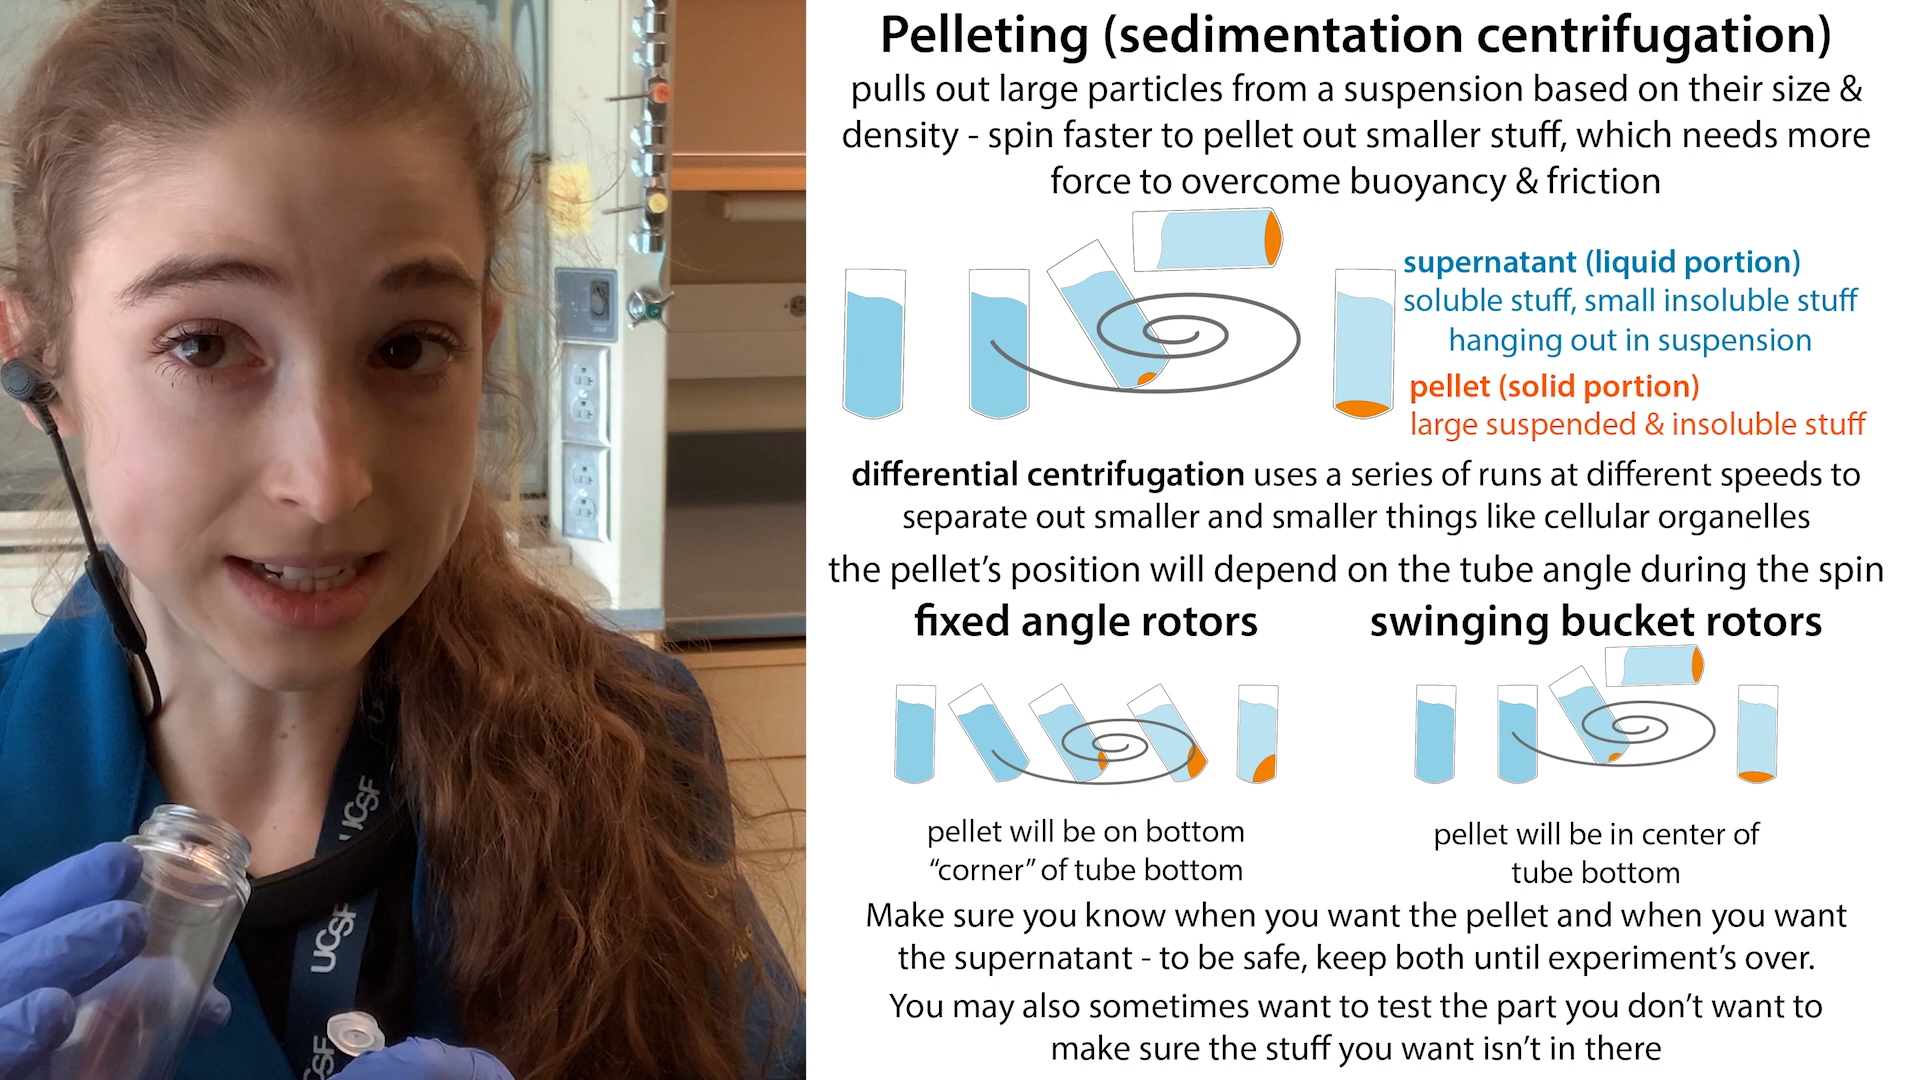 Pelleting (sedimentation centrifugation)
pulls out large particles from a suspension based on their size &
density - spin faster to pellet out smaller stuff, which needs more
force to overcome buoyancy & friction
supernatant (liquid portion)
soluble stuff, small insoluble stuff
hanging out in suspension
pellet (solid portion)
large suspended & insoluble stuff
differential centrifugation uses a series of runs at different speeds to
separate out smaller and smaller things like cellular organelles
the pellet's position will depend on the tube angle during the spin
fixed angle rotors
swinging bucket rotors
pellet will be on bottom
“corner” of tube bottom
pellet will be in center of
tube bottom
Make sure you know when you want the pellet and when you want
the supernatant - to be safe, keep both until experiment's over.
You may also sometimes want to test the part you don't want to
make sure the stuff you want isn't in there
UCSF
UCSF